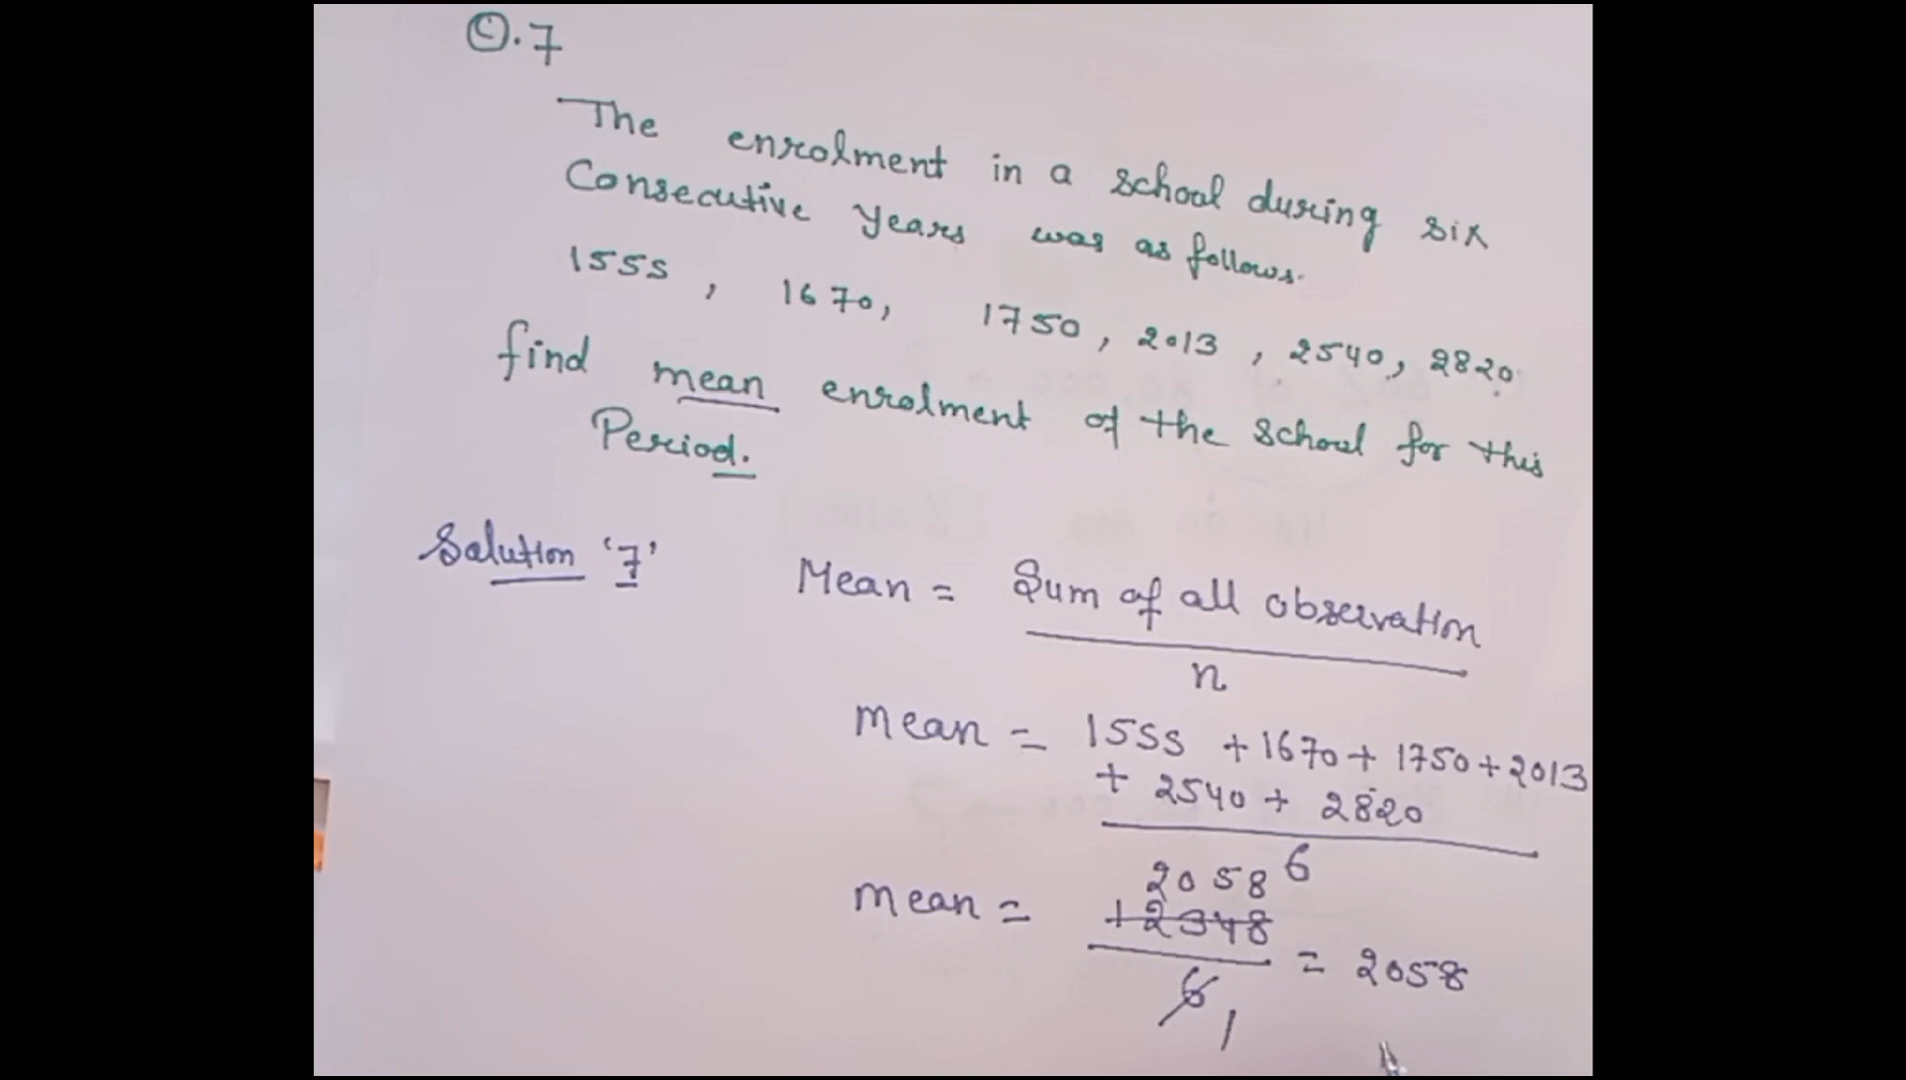 Q.7
The enrolment in a school during six
Consecutive years was as follows.
1555, 1670, 1750, 2013, 2540, 2820.
find mean enrolment of the school for this
Period.
Solution '7'
Mean = Sum of all observation
n
Mean = 1555 + 1670 + 1750 + 2013
+ 2540 + 2820
6
Mean = 2058
12348
6 1
= 2058